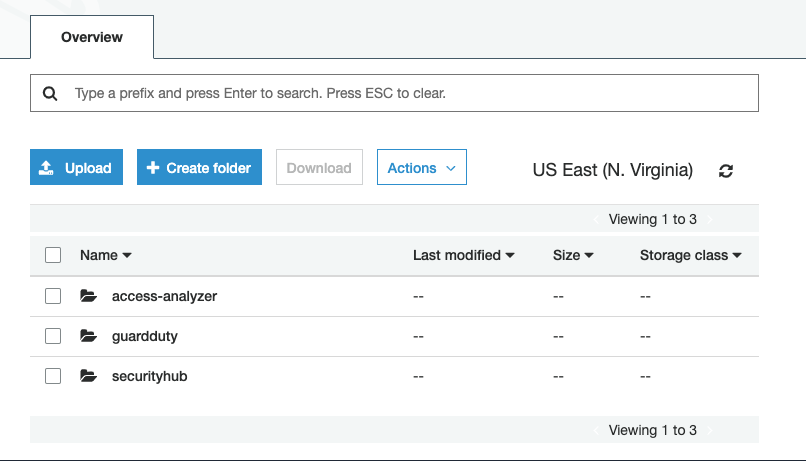 Overview
Type a prefix and press Enter to search. Press ESC to clear.
Upload + Create folder Download Actions US East (N. Virginia)
Viewing 1 to 3
Name Last modified Size Storage class
access-analyzer -- -- --
guardduty -- -- --
securityhub -- -- --
Viewing 1 to 3